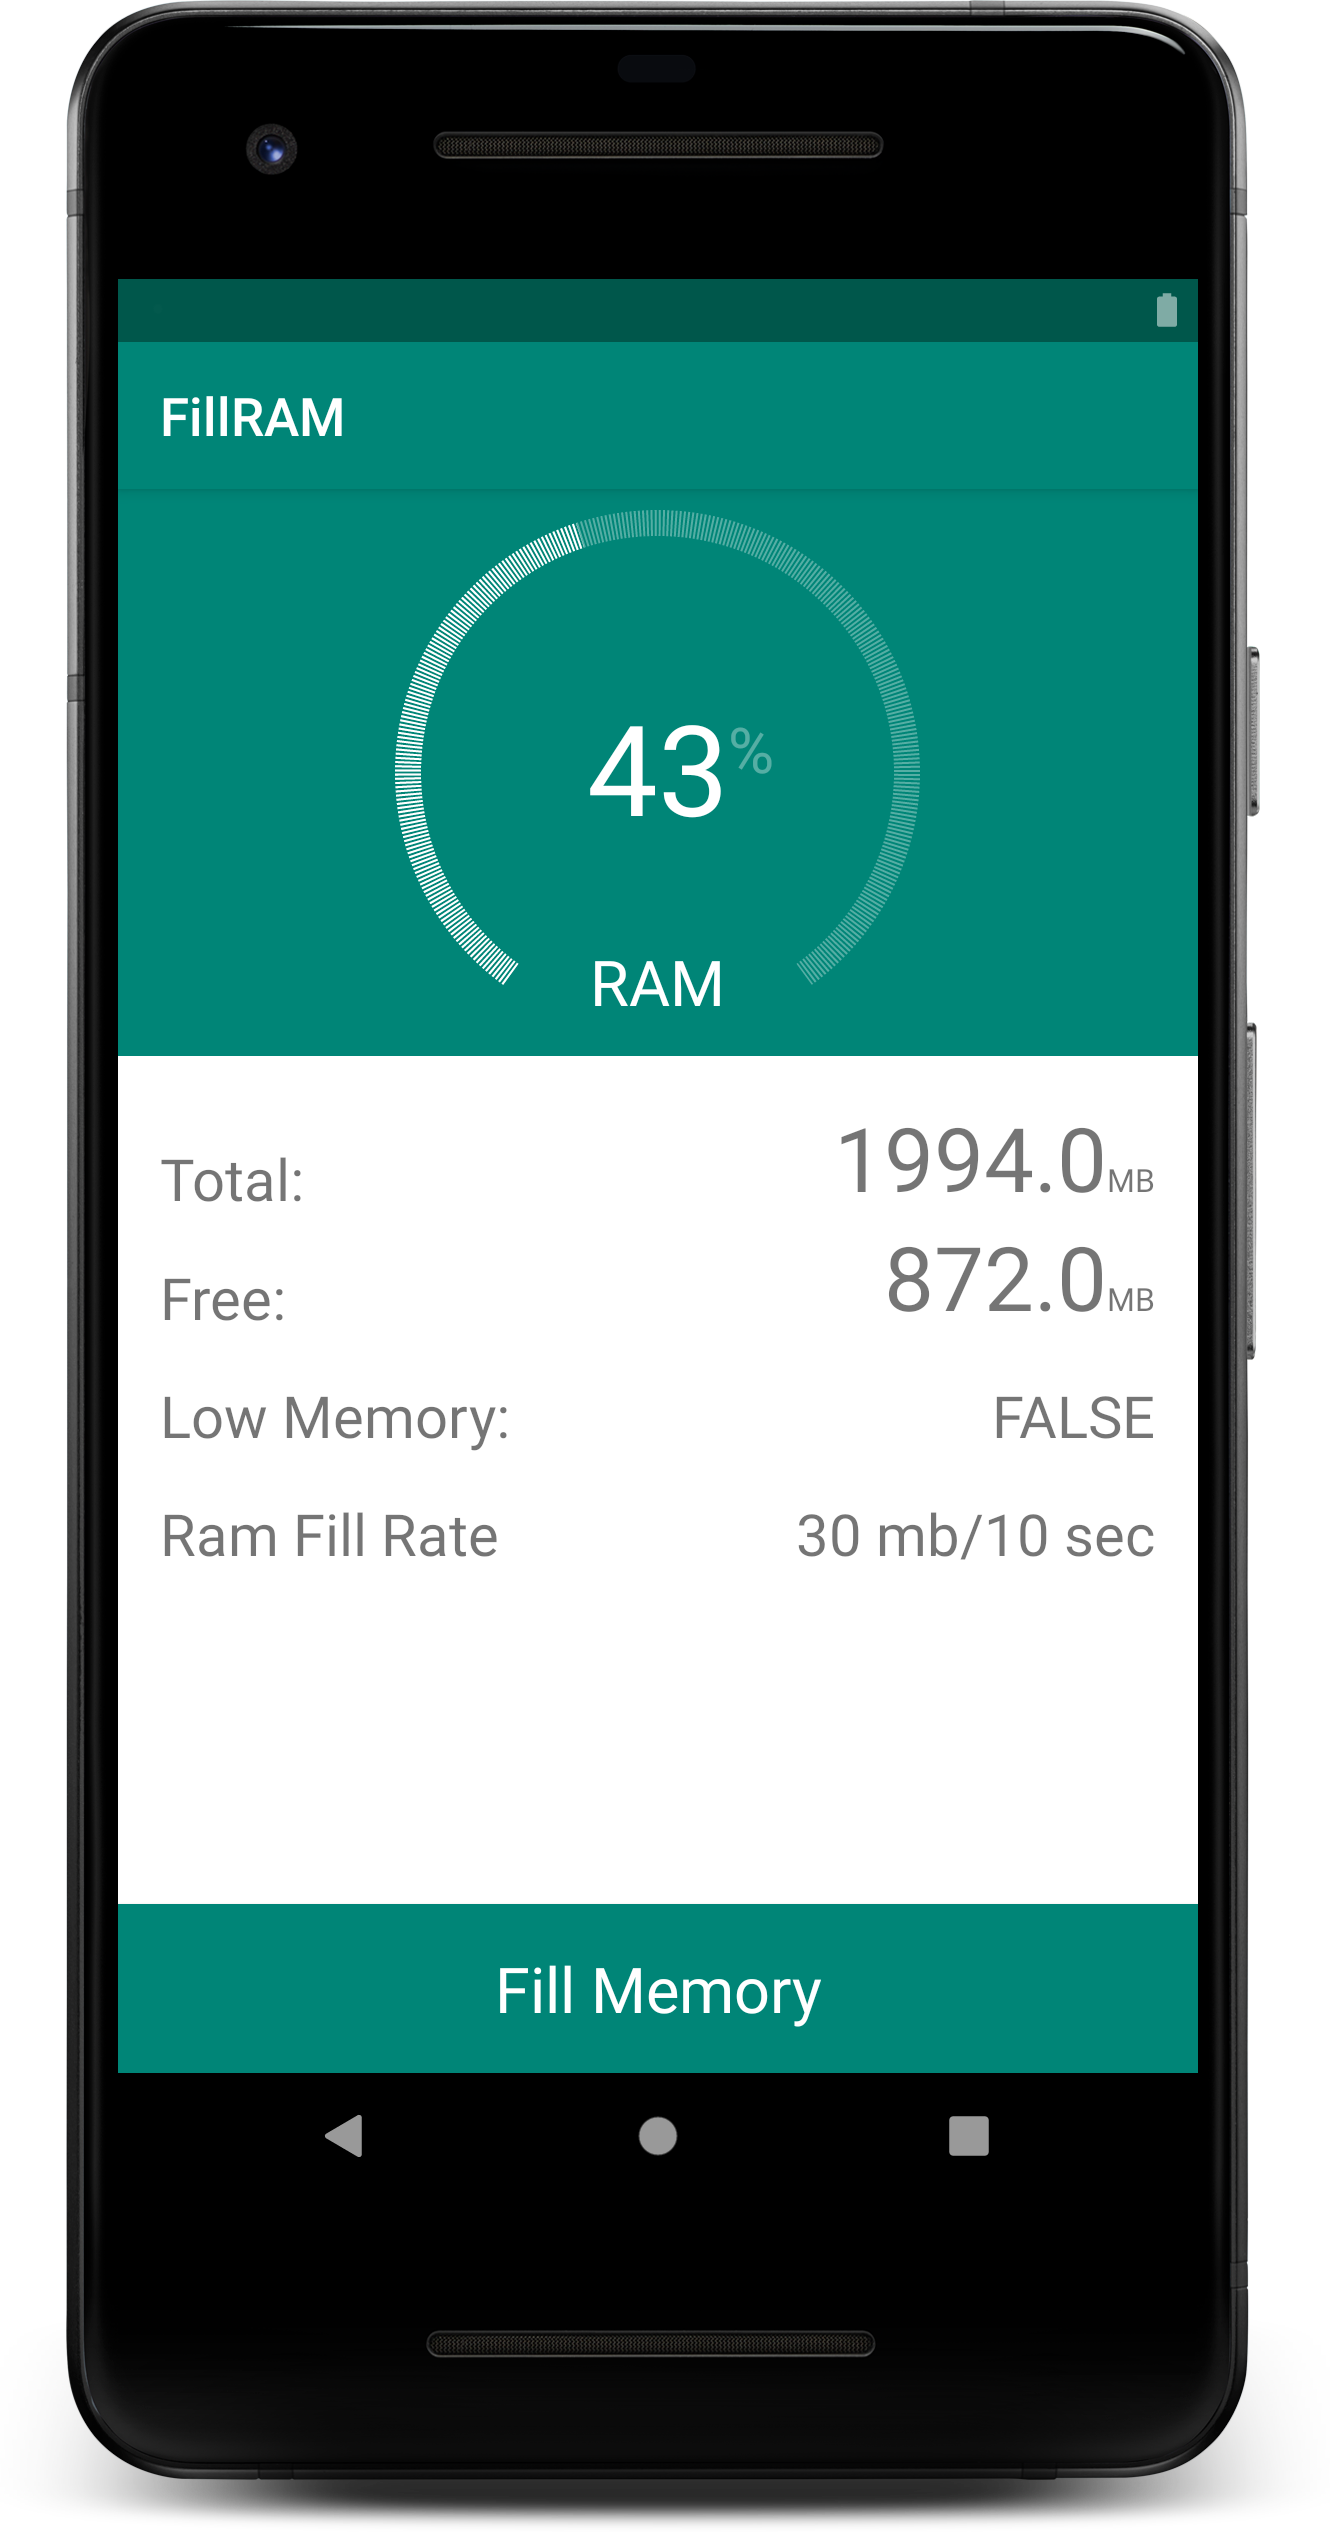 FillRAM
43%
RAM
Total: 1994.0MB
Free: 872.0MB
Low Memory: FALSE
Ram Fill Rate 30 mb/10 sec
Fill Memory